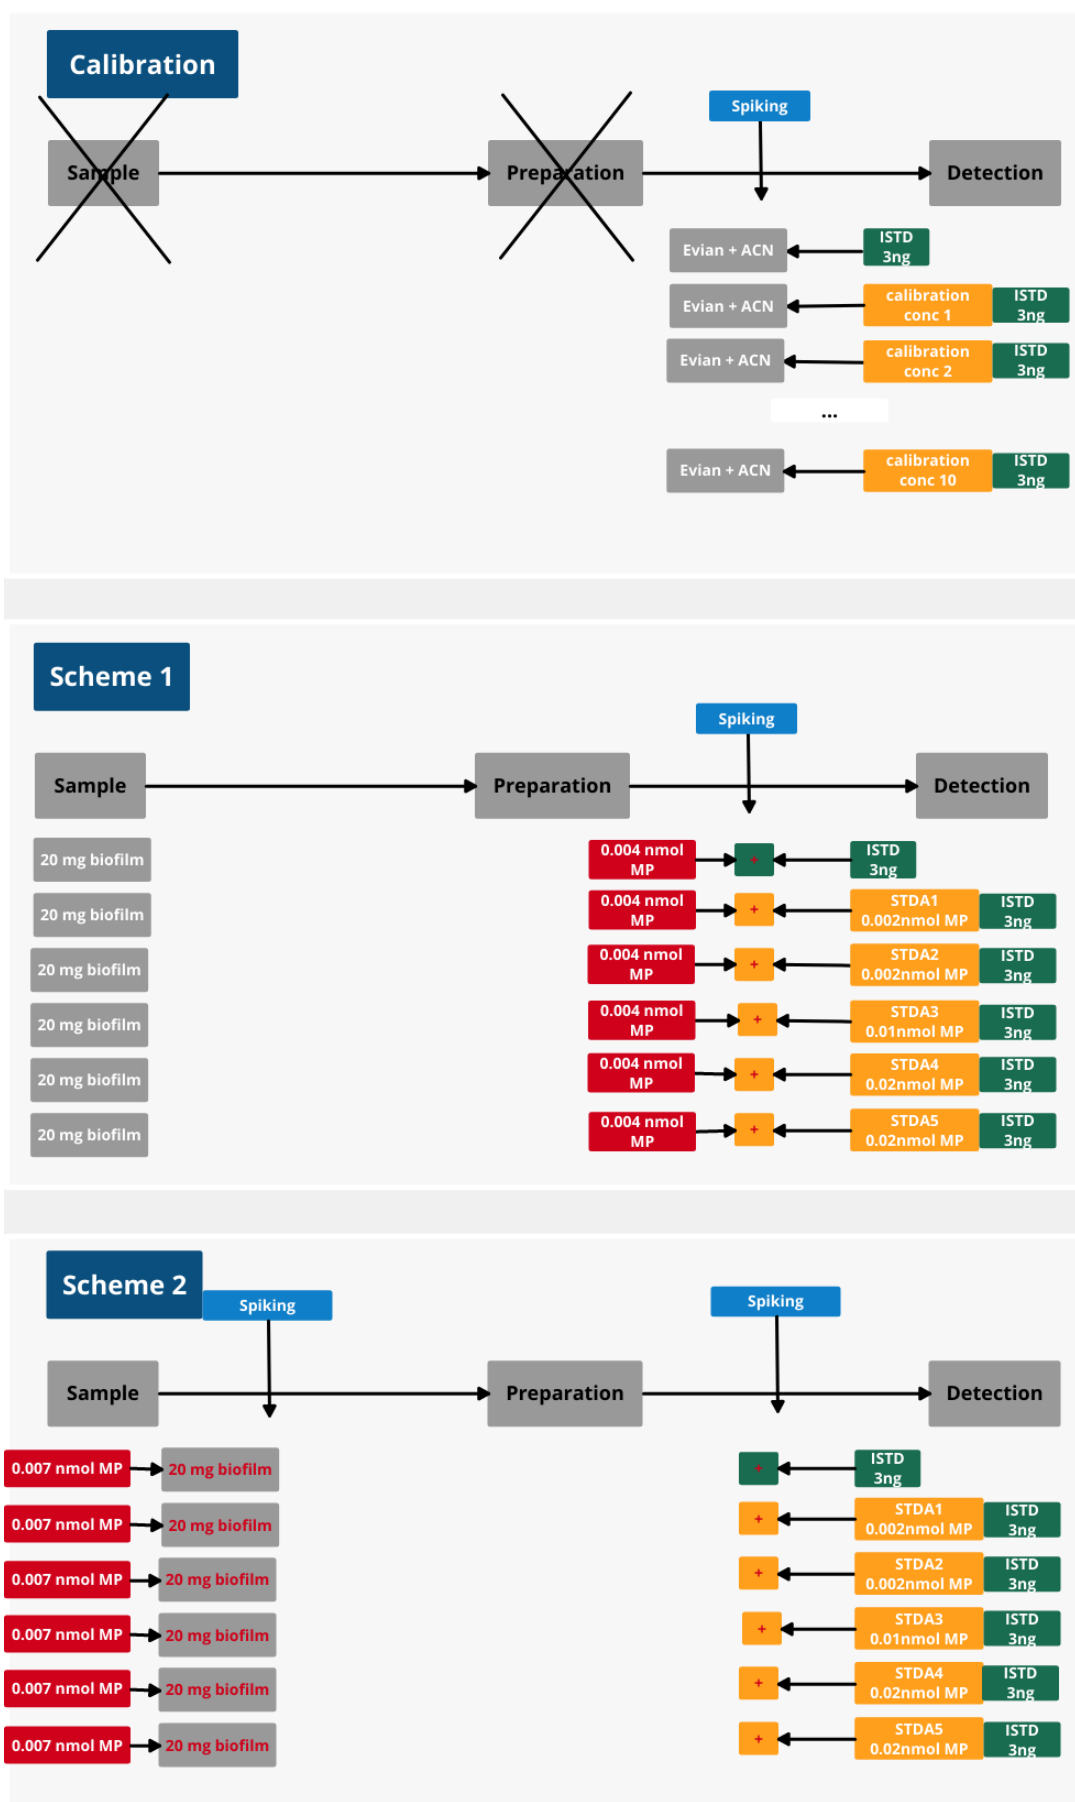 Calibration
Spiking
Sample
Preparation
Detection
Evian + ACN
ISTD
3ng
Evian + ACN
calibration
conc 1
ISTD
3ng
Evian + ACN
calibration
conc 2
ISTD
3ng
...
Evian + ACN
calibration
conc 10
ISTD
3ng
Scheme 1
Spiking
Sample
Preparation
Detection
20 mg biofilm
0.004 nmol
MP
+
ISTD
3ng
20 mg biofilm
0.004 nmol
MP
+
STDA1
0.002nmol MP
ISTD
3ng
20 mg biofilm
0.004 nmol
MP
+
STDA2
0.002nmol MP
ISTD
3ng
20 mg biofilm
0.004 nmol
MP
+
STDA3
0.01nmol MP
ISTD
3ng
20 mg biofilm
0.004 nmol
MP
+
STDA4
0.02nmol MP
ISTD
3ng
20 mg biofilm
0.004 nmol
MP
+
STDA5
0.02nmol MP
ISTD
3ng
Scheme 2
Spiking
Spiking
Sample
Preparation
Detection
0.007 nmol MP
20 mg biofilm
+
ISTD
3ng
0.007 nmol MP
20 mg biofilm
+
STDA1
0.002nmol MP
ISTD
3ng
0.007 nmol MP
20 mg biofilm
+
STDA2
0.002nmol MP
ISTD
3ng
0.007 nmol MP
20 mg biofilm
+
STDA3
0.01nmol MP
ISTD
3ng
0.007 nmol MP
20 mg biofilm
+
STDA4
0.02nmol MP
ISTD
3ng
0.007 nmol MP
20 mg biofilm
+
STDA5
0.02nmol MP
ISTD
3ng